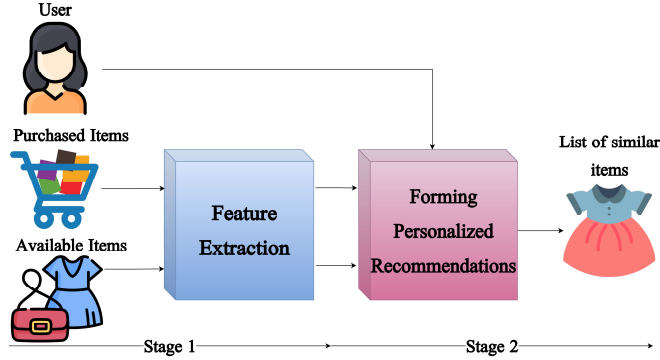 User
Purchased Items
Available Items
Feature
Extraction
Forming
Personalized
Recommendations
List of similar
items
Stage 1
Stage 2